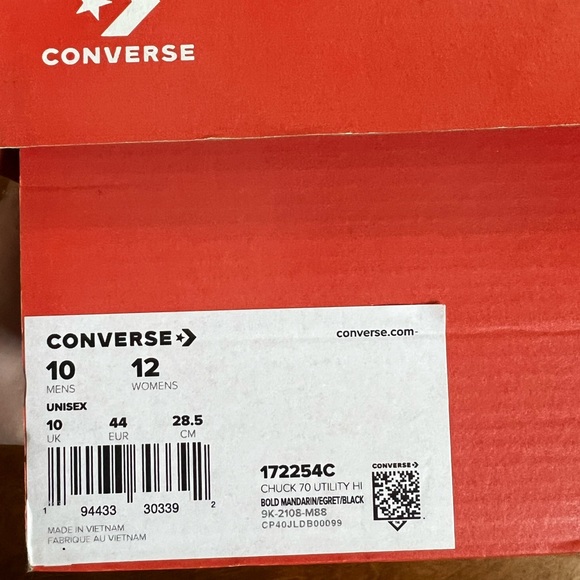 CONVERSE
CONVERSE
converse.com
10 12
MENS WOMENS
UNISEX
10 44 28.5
UK EUR CM
1 94433 30339 2
172254C
CHUCK 70 UTILITY HI
BOLD MANDARIN/EGRET/BLACK
9K-2108-M88
CP40JLDB00099
CONVERSE
MADE IN VIETNAM
FABRIQUE AU VIETNAM